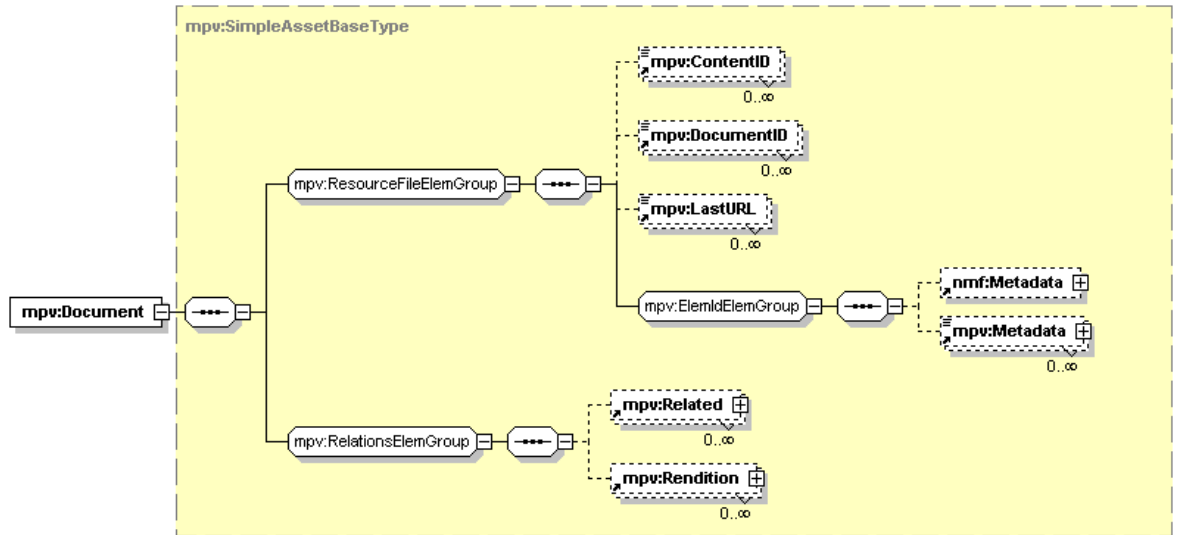 mpv:SimpleAssetBaseType
mpv:ContentID
0..∞
mpv:DocumentID
0..∞
mpv:ResourceFileElemGroup
mpv:LastURL
0..∞
nmf:Metadata
mpv:ElemIdElemGroup
mpv:Document
mpv:Metadata
0..∞
mpv:Related
0..∞
mpv:RelationsElemGroup
mpv:Rendition
0..∞